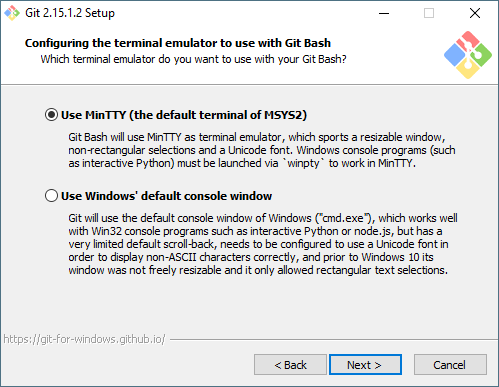 Git 2.15.1.2 Setup
Configuring the terminal emulator to use with Git Bash
Which terminal emulator do you want to use with your Git Bash?
Use MinTTY (the default terminal of MSYS2)
Git Bash will use MinTTY as terminal emulator, which sports a resizable window,
non-rectangular selections and a Unicode font. Windows console programs (such
as interactive Python) must be launched via `winpty` to work in MinTTY.
Use Windows' default console window
Git will use the default console window of Windows ("cmd.exe"), which works well
with Win32 console programs such as interactive Python or node.js, but has a
very limited default scroll-back, needs to be configured to use a Unicode font in
order to display non-ASCII characters correctly, and prior to Windows 10 its
window was not freely resizable and it only allowed rectangular text selections.
https://git-for-windows.github.io/
< Back
Next >
Cancel